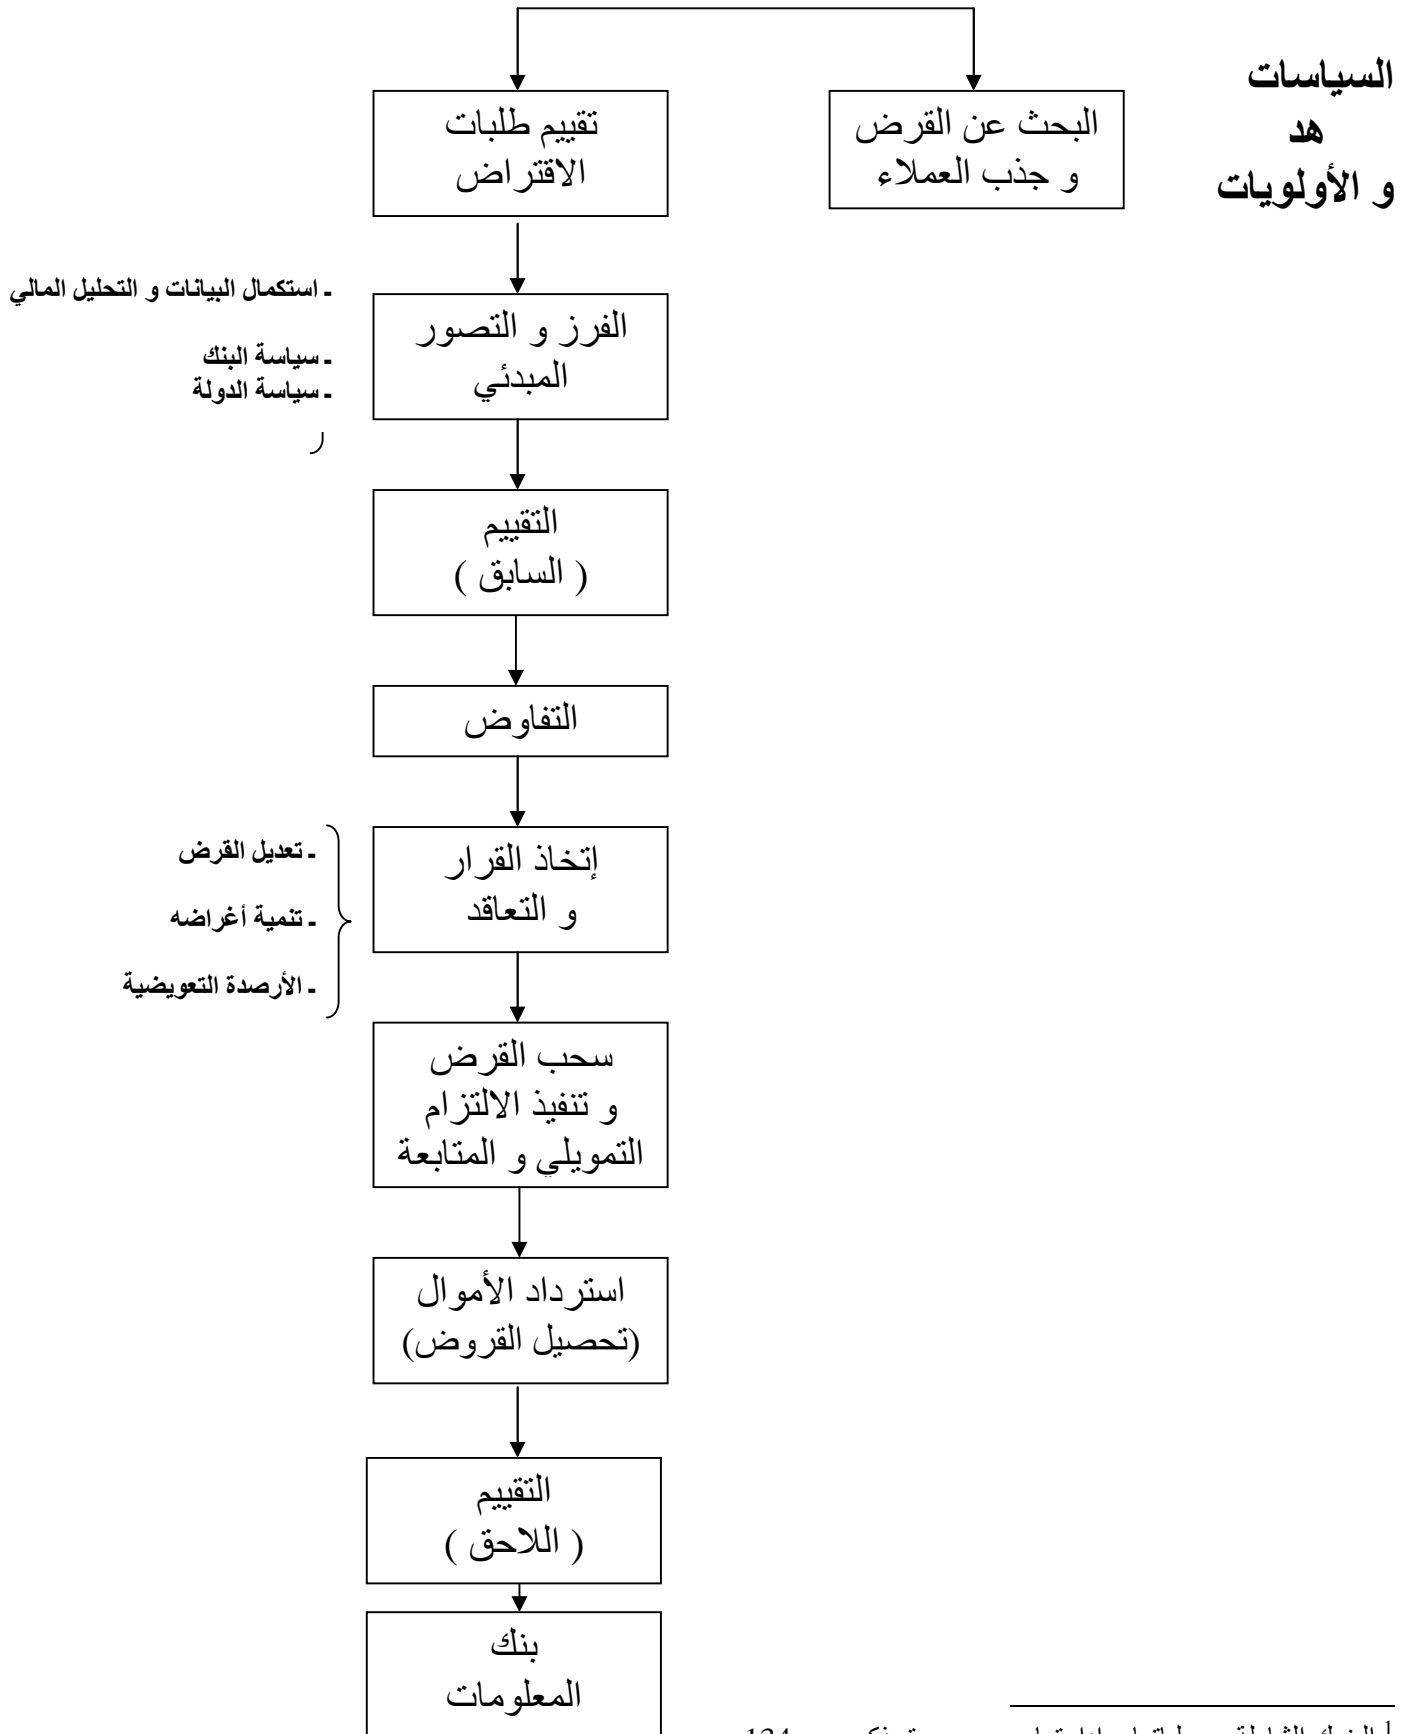 السياسات
هد
و الأولويات
البحث عن القرض
و جذب العملاء
تقييم طلبات
الاقتراض
الفرز و التصور
المبدئي
ـ استكمال البيانات و التحليل المالي
ـ سياسة البنك
ـ سياسة الدولة
التقييم
( السابق )
التفاوض
إتخاذ القرار
و التعاقد
ـ تعديل القرض
ـ تنمية أغراضه
ـ الأرصدة التعويضية
سحب القرض
و تنفيذ الالتزام
التمويلي و المتابعة
استرداد الأموال
(تحصيل القروض)
التقييم
( اللاحق )
بنك
المعلومات